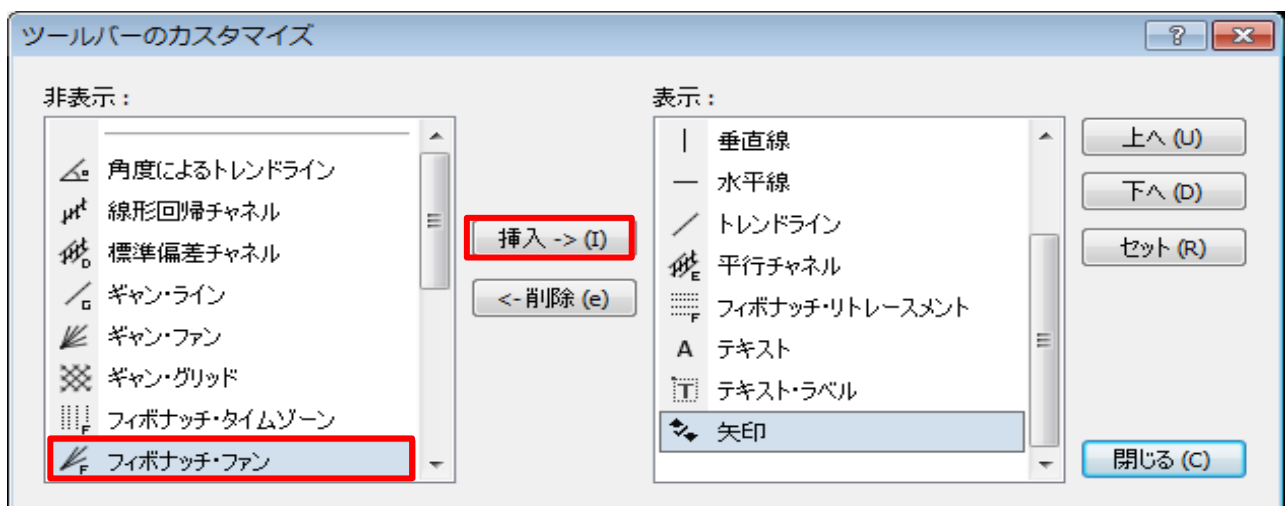 ツールバーのカスタマイズ
非表示：
角度によるトレンドライン
線形回帰チャネル
標準偏差チャネル
ギャン・ライン
ギャン・ファン
ギャン・グリッド
フィボナッチ・タイムゾーン
フィボナッチ・ファン
挿入 -> (I)
<- 削除 (e)
表示：
垂直線
水平線
トレンドライン
平行チャネル
フィボナッチ・リトレースメント
テキスト
テキスト・ラベル
矢印
上へ (U)
下へ (D)
セット (R)
閉じる (C)